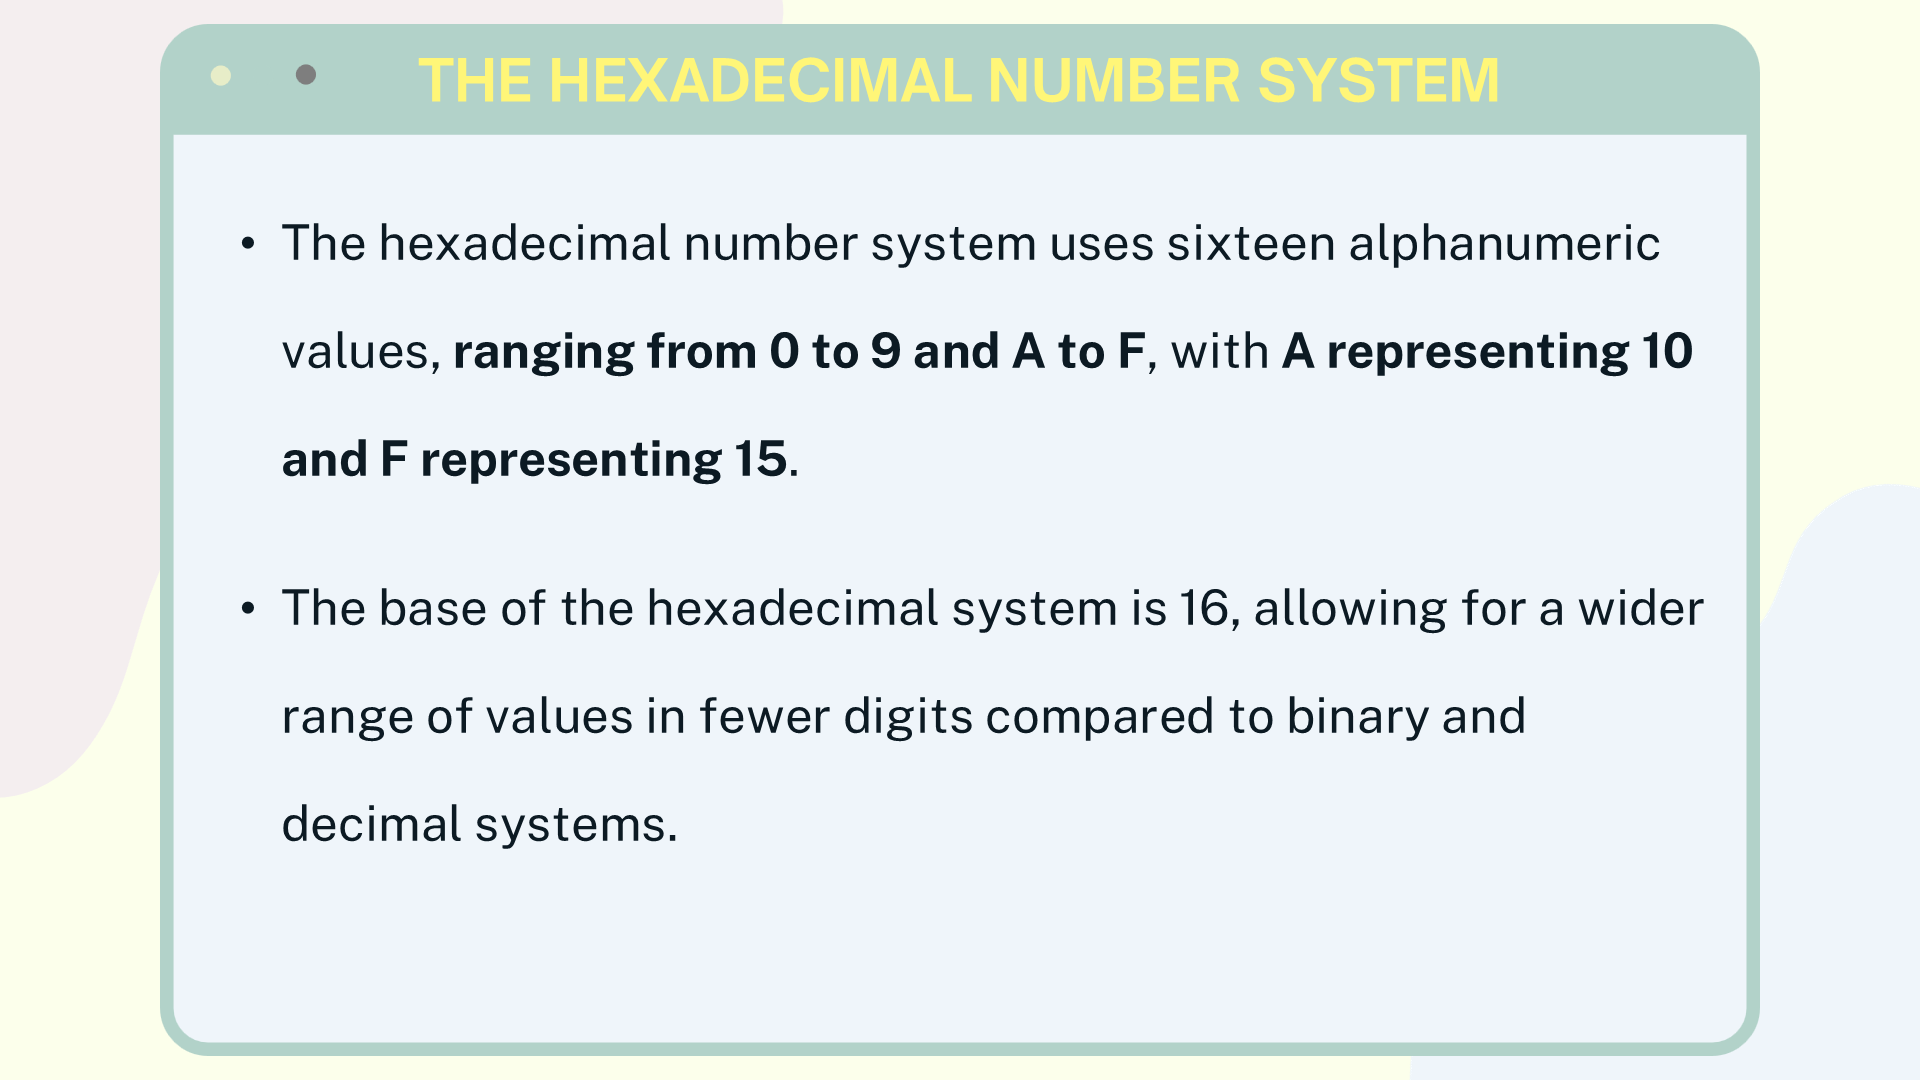 THE HEXADECIMAL NUMBER SYSTEM
• The hexadecimal number system uses sixteen alphanumeric
values, ranging from 0 to 9 and A to F, with A representing 10
and F representing 15.
• The base of the hexadecimal system is 16, allowing for a wider
range of values in fewer digits compared to binary and
decimal systems.